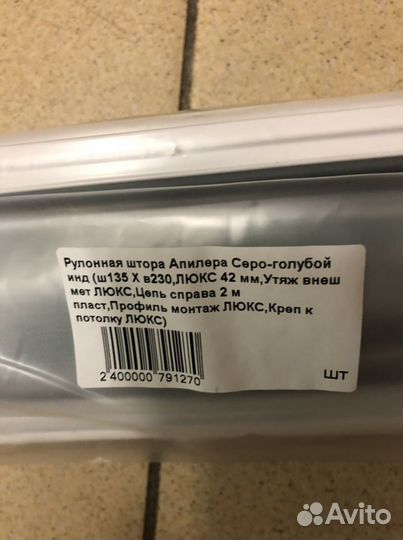 Рулонная штора Апилера Серо-голубой
инд (ш135 X в230,ЛЮКС 42 мм,Утяж внеш
мет ЛЮКС,Цепь справа 2 м
пласт,Профиль монтаж ЛЮКС,Креп к
потолку ЛЮКС)
2 400000 791270
шт
Avito